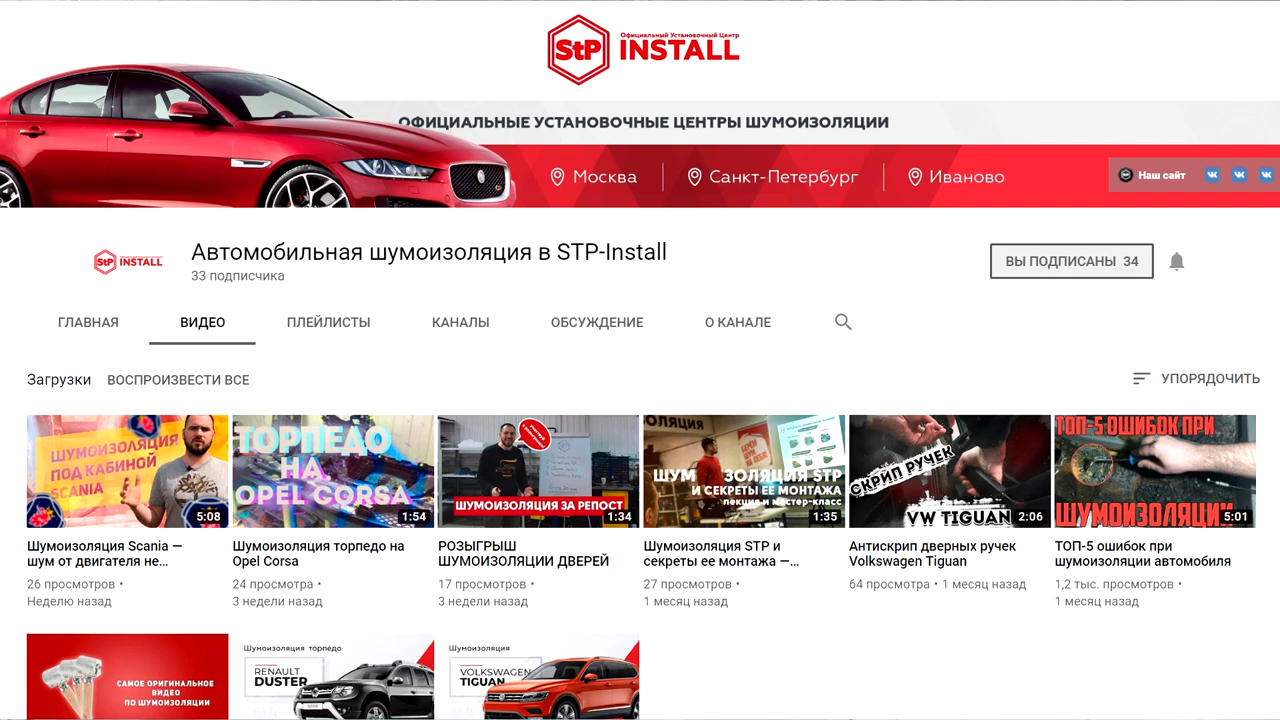 StP
Официальный Установочный Центр
INSTALL
ОФИЦИАЛЬНЫЕ УСТАНОВОЧНЫЕ ЦЕНТРЫ ШУМОИЗОЛЯЦИИ
Москва
Санкт-Петербург
Иваново
Наш сайт
StP INSTALL
Автомобильная шумоизоляция в STP-Install
33 подписчика
ВЫ ПОДПИСАНЫ 34
ГЛАВНАЯ
ВИДЕО
ПЛЕЙЛИСТЫ
КАНАЛЫ
ОБСУЖДЕНИЕ
О КАНАЛЕ
Загрузки
ВОСПРОИЗВЕСТИ ВСЕ
УПОРЯДОЧИТЬ
ШУМОИЗОЛЯЦИЯ
ПОД КАБИНОЙ
SCANIA
5:08
Шумоизоляция Scania —
шум от двигателя не...
26 просмотров •
Неделю назад
ТОРПЕДО
НА
OPEL CORSA
1:54
Шумоизоляция торпедо на
Opel Corsa
24 просмотра •
3 недели назад
ШУМОИЗОЛЯЦИЯ ЗА РЕПОСТ
1:34
РОЗЫГРЫШ
ШУМОИЗОЛЯЦИИ ДВЕРЕЙ
17 просмотров •
3 недели назад
ОЛЯЦИЯ
ШУМ ЗОЛЯЦИЯ STP
И СЕКРЕТЫ ЕЕ МОНТАЖА
лекция и мастер-класс
1:35
Шумоизоляция STP и
секреты ее монтажа —...
27 просмотров •
1 месяц назад
СКРИП РУЧЕК
VW TIGUAN
2:06
Антискрип дверных ручек
Volkswagen Tiguan
64 просмотра • 1 месяц назад
ТОП-5 ОШИБОК ПРИ
ШУМОИЗОЛЯЦИИ
5:01
ТОП-5 ошибок при
шумоизоляции автомобиля
1,2 тыс. просмотров •
1 месяц назад
САМОЕ ОРИГИНАЛЬНОЕ
ВИДЕО
ПО ШУМОИЗОЛЯЦИИ
Шумоизоляция торпедо
RENAULT
DUSTER
Шумоизоляция
VOLKSWAGEN
TIGUAN